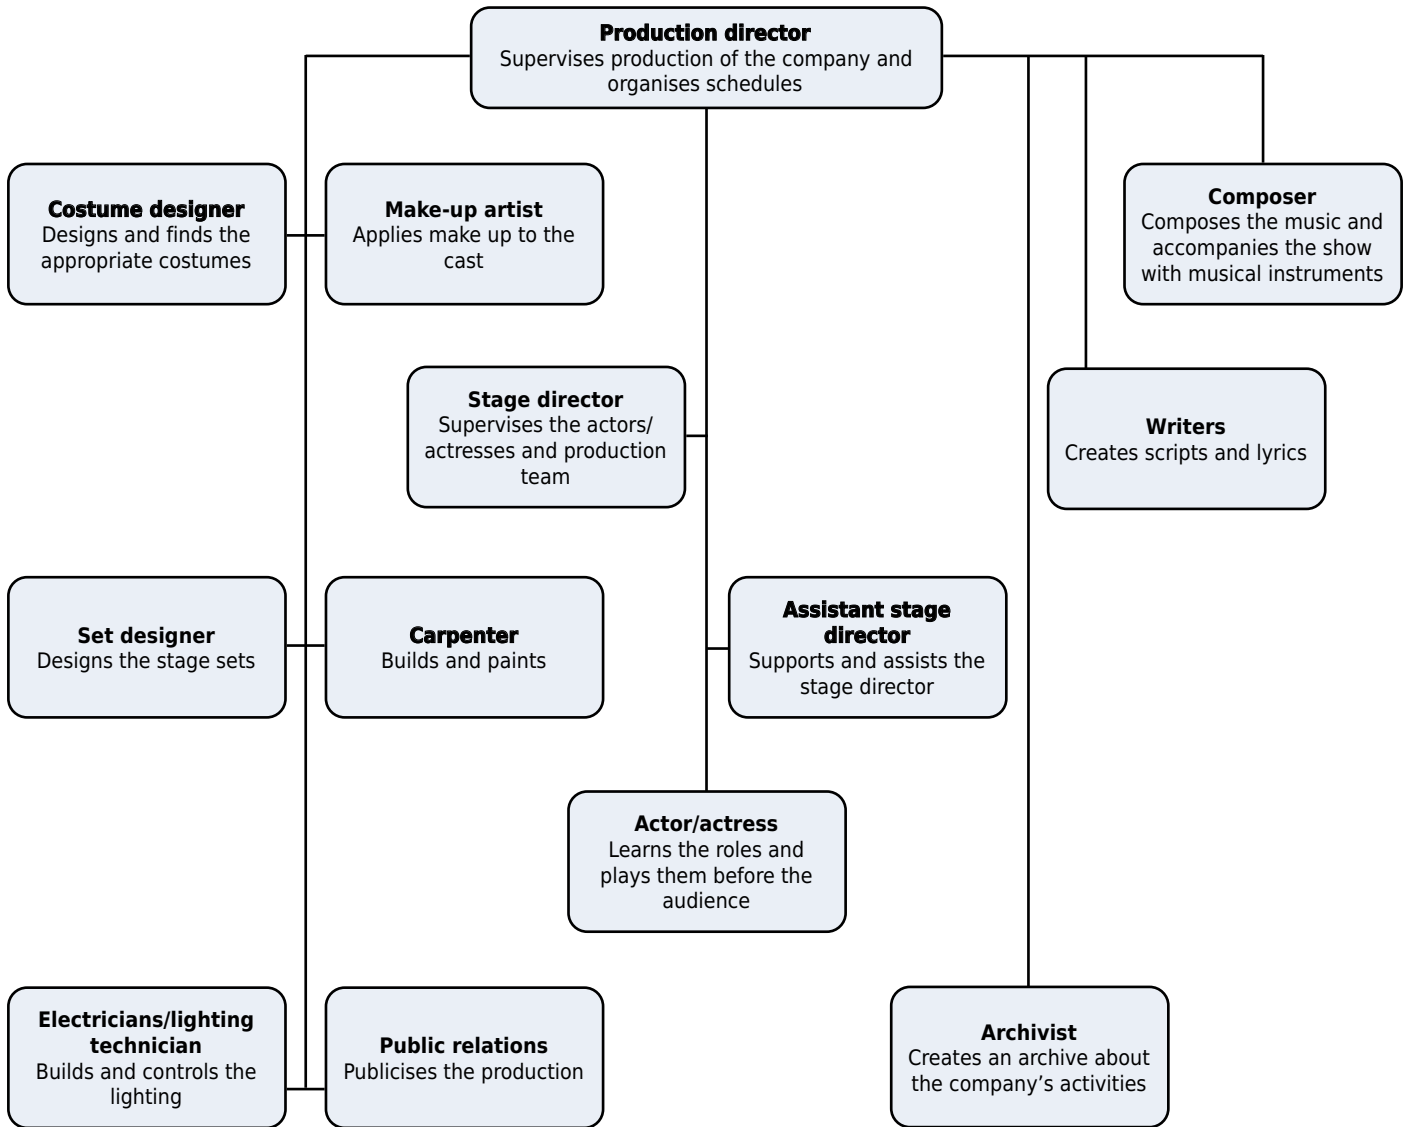 Production director
Supervises production of the company and
organises schedules
Costume designer
Designs and finds the
appropriate costumes
Make-up artist
Applies make up to the
cast
Composer
Composes the music and
accompanies the show
with musical instruments
Stage director
Supervises the actors/
actresses and production
team
Writers
Creates scripts and lyrics
Set designer
Designs the stage sets
Carpenter
Builds and paints
Assistant stage
director
Supports and assists the
stage director
Actor/actress
Learns the roles and
plays them before the
audience
Electricians/lighting
technician
Builds and controls the
lighting
Public relations
Publicises the production
Archivist
Creates an archive about
the company’s activities